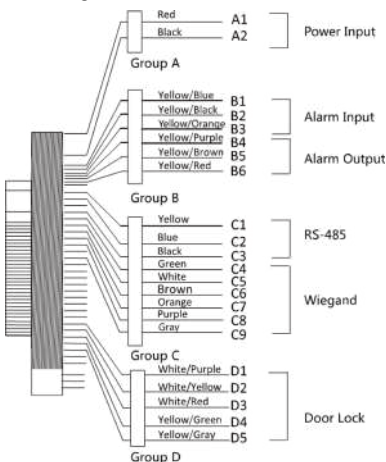 Red A1
Black A2
Power Input
Group A
Yellow/Blue B1
Yellow/Black B2
Yellow/Orange B3
Alarm Input
Yellow/Purple B4
Yellow/Brown B5
Yellow/Red B6
Alarm Output
Group B
Yellow C1
Blue C2
Black C3
RS-485
Green C4
White C5
Brown C6
Orange C7
Purple C8
Gray C9
Wiegand
Group C
White/Purple D1
White/Yellow D2
White/Red D3
Yellow/Green D4
Yellow/Gray D5
Door Lock
Group D